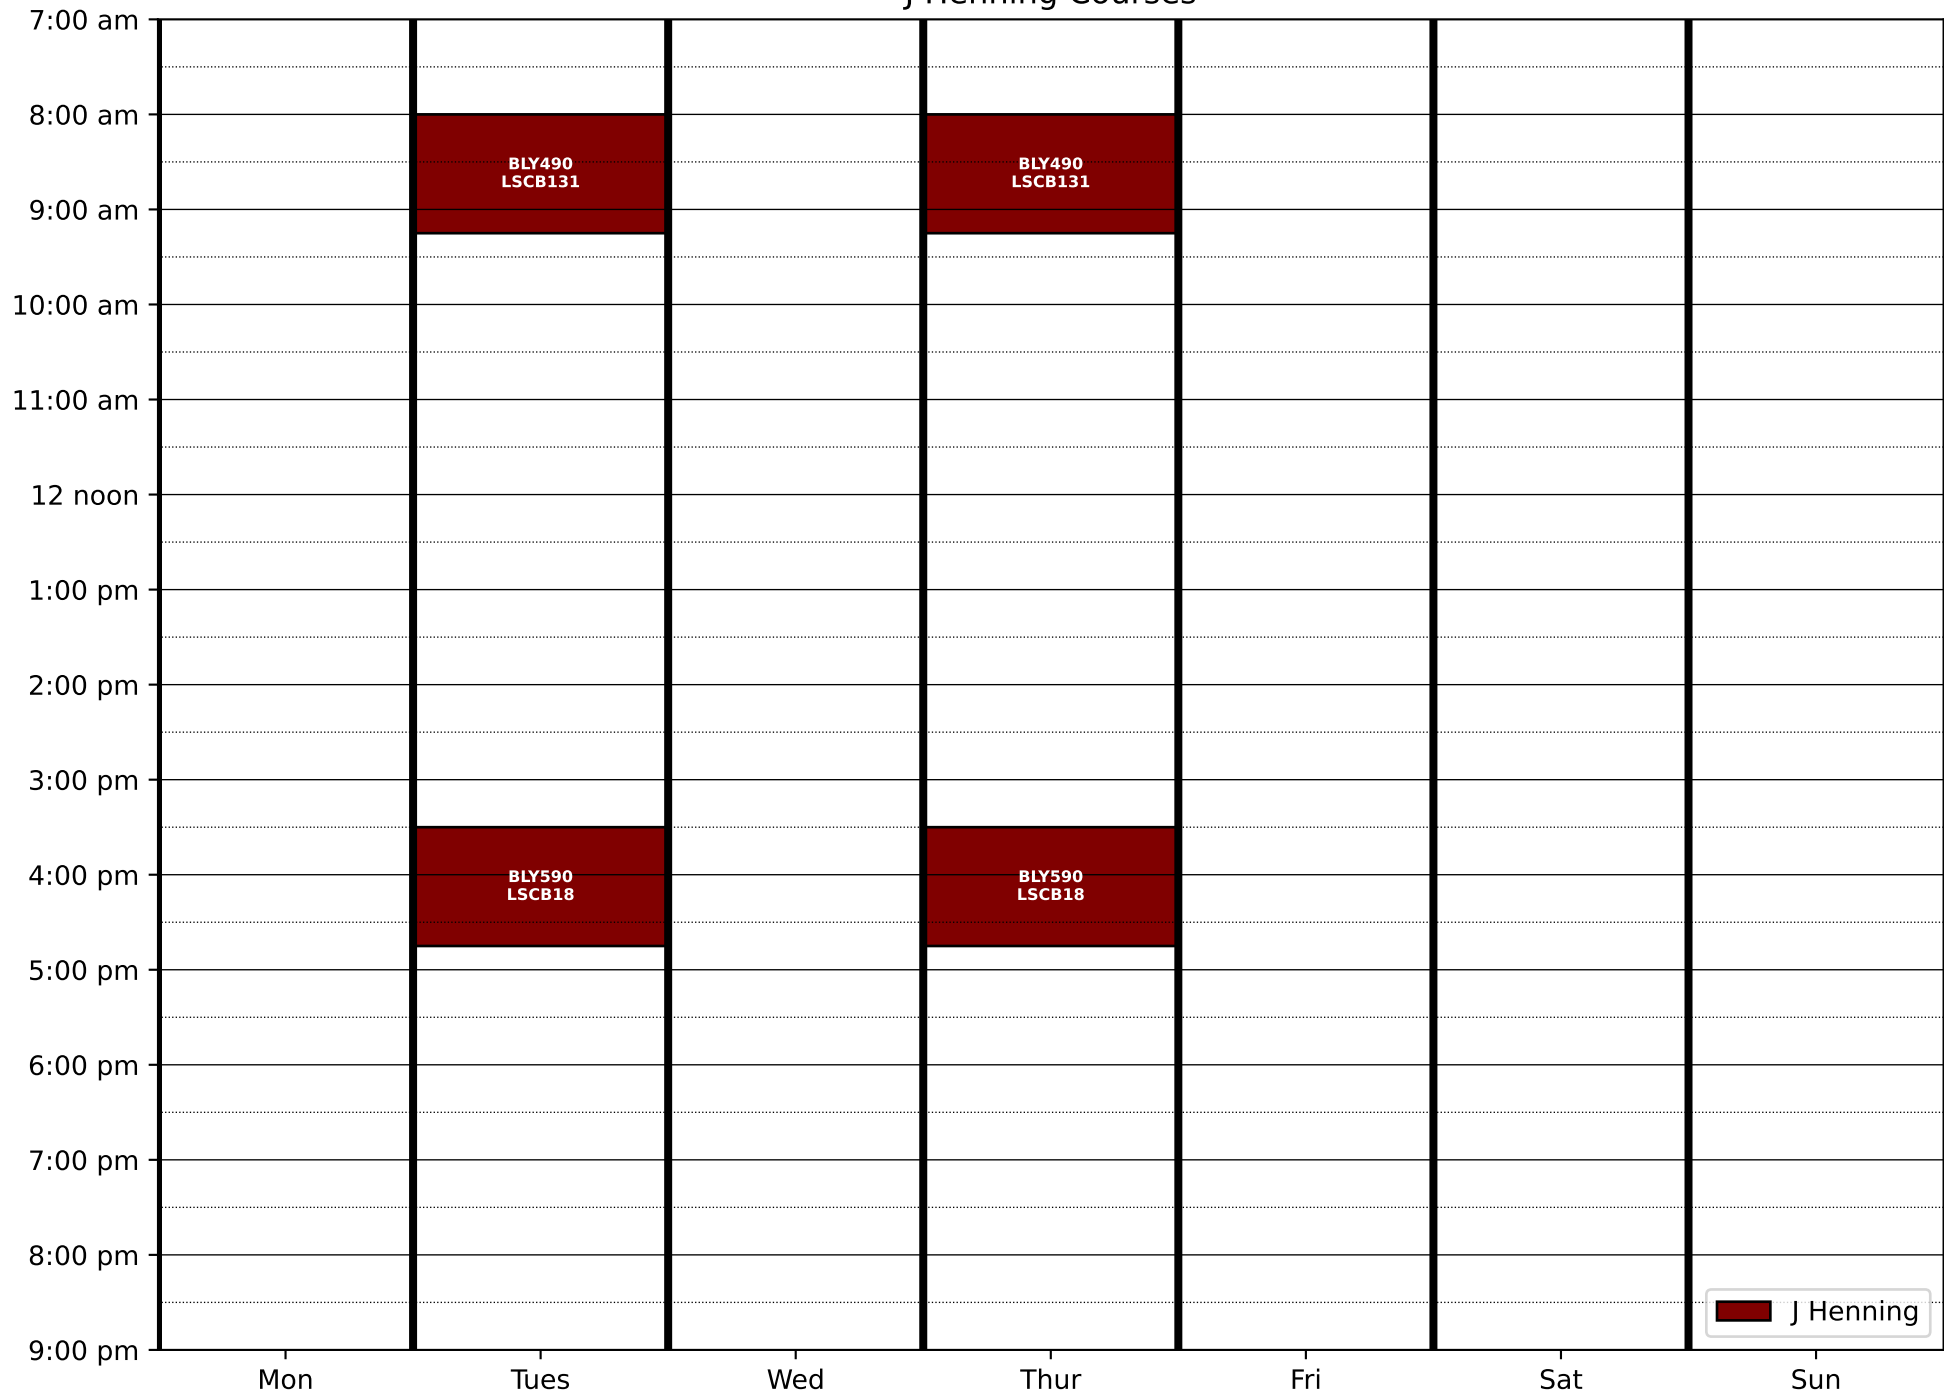 J Henning Courses
7:00 am
8:00 am
BLY490
LSCB131
BLY490
LSCB131
9:00 am
10:00 am
11:00 am
12 noon
1:00 pm
2:00 pm
3:00 pm
4:00 pm
BLY590
LSCB18
BLY590
LSCB18
5:00 pm
6:00 pm
7:00 pm
8:00 pm
J Henning
9:00 pm
Mon Tues Wed Thur Fri Sat Sun